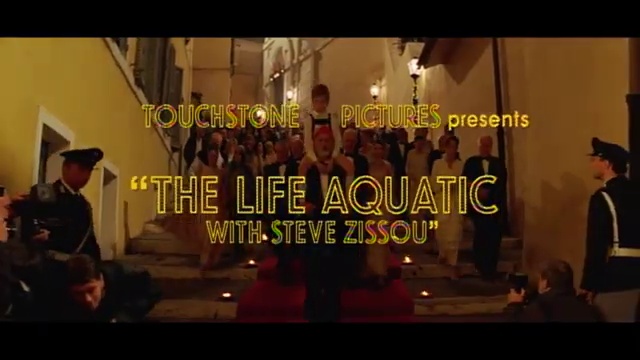 TOUCHSTONE PICTURES presents
"THE LIFE AQUATIC
WITH STEVE ZISSOU"